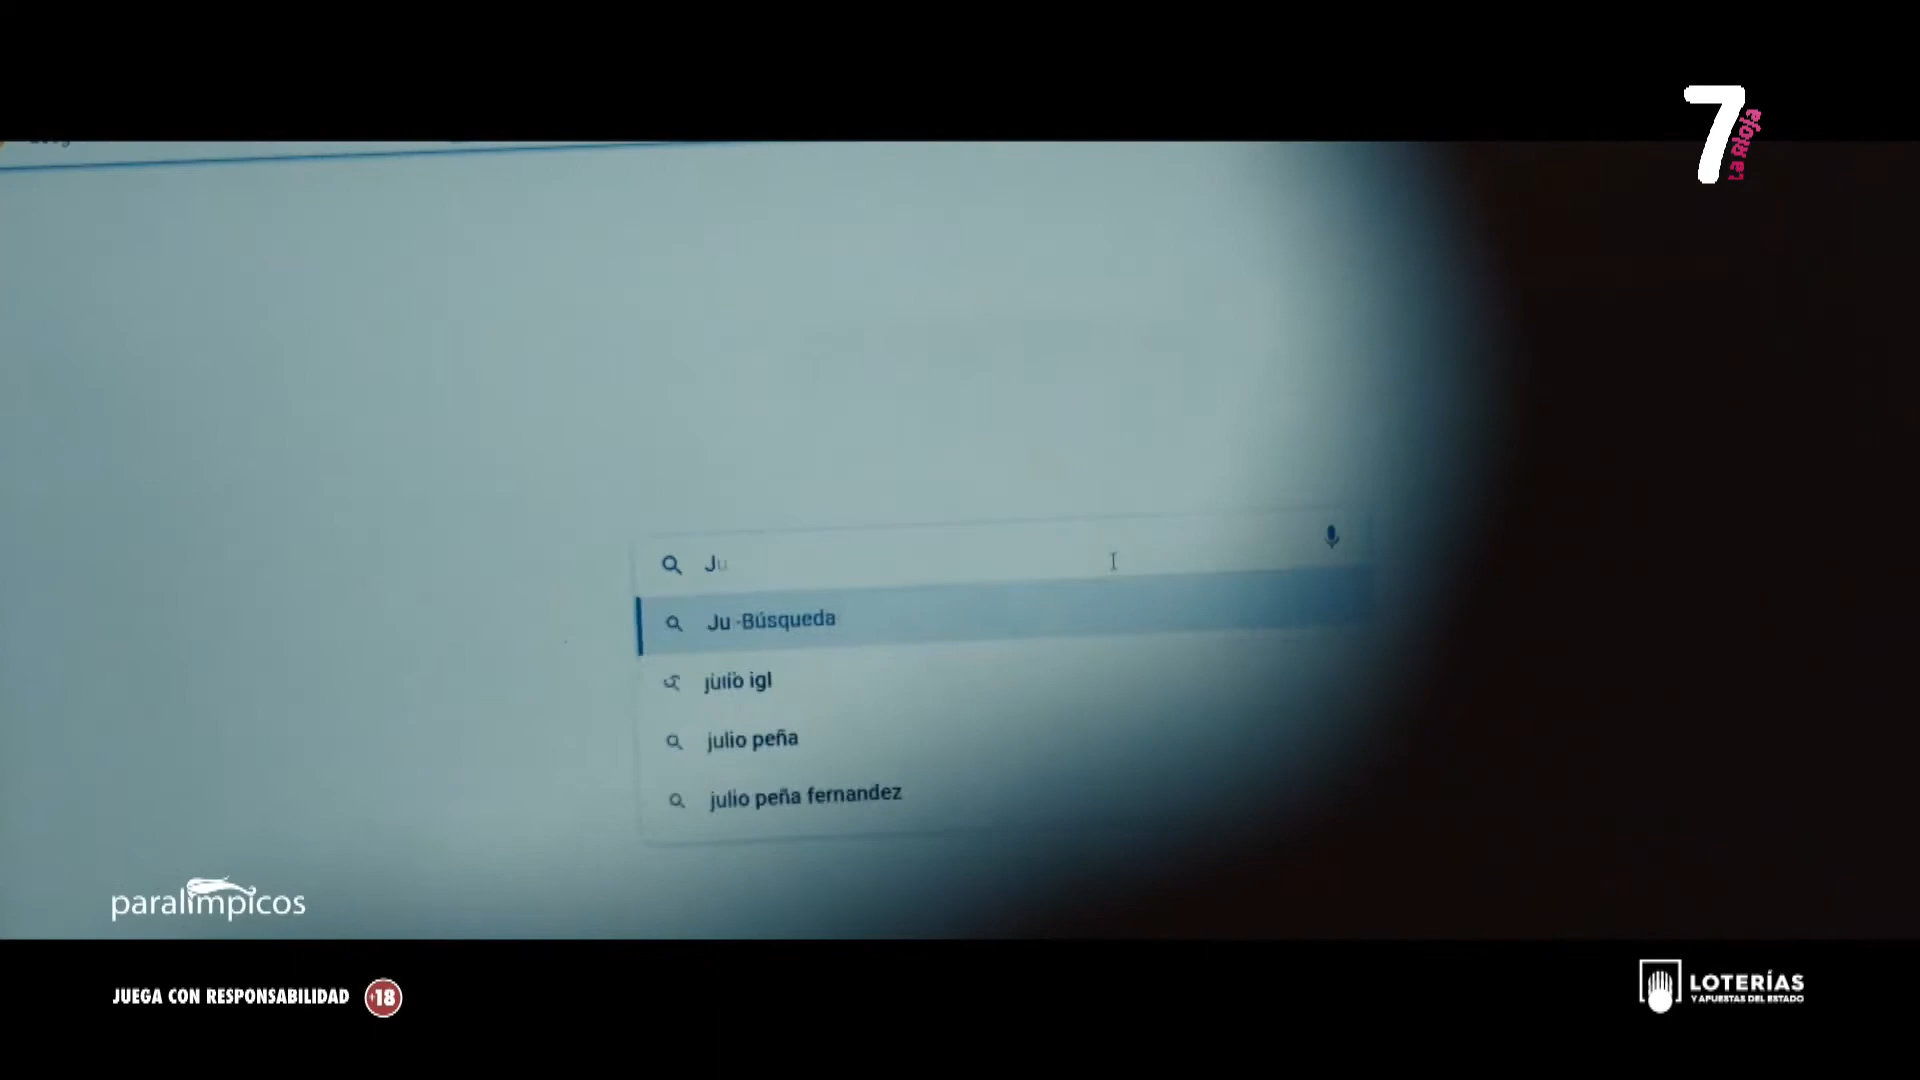 7
La Rioja
Ju
Ju -Búsqueda
julio igl
julio peña
julio peña fernandez
paralímpicos
JUEGA CON RESPONSABILIDAD +18
LOTERÍAS
Y APUESTAS DEL ESTADO